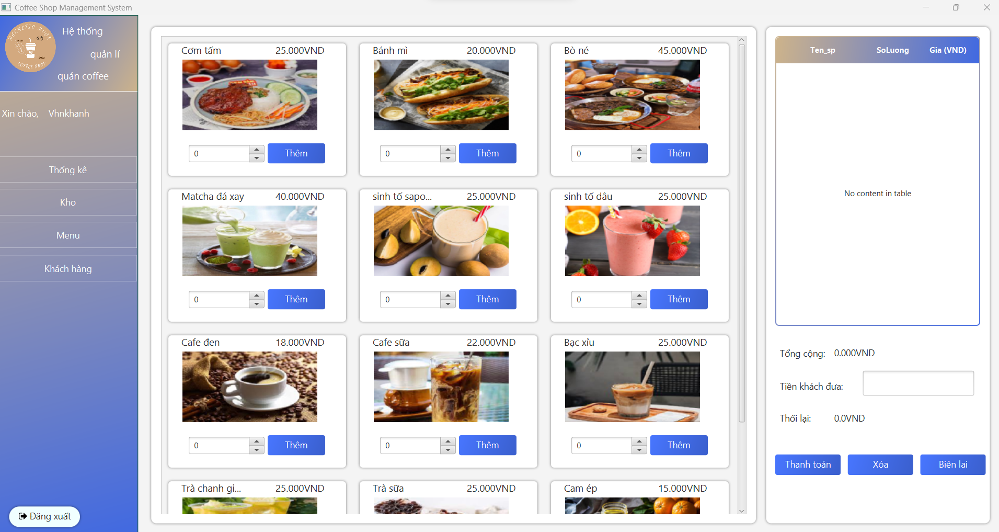 Coffee Shop Management System
MAGNETIC MOON
ESTD
2022
COFFEE SHOP
Hệ thống
quản lí
quán coffee
Xin chào, Vhnkhanh
Thống kê
Kho
Menu
Khách hàng
Đăng xuất
Cơm tấm 25.000VND
0 Thêm
Bánh mì 20.000VND
0 Thêm
Bò né 45.000VND
0 Thêm
Matcha đá xay 40.000VND
0 Thêm
sinh tố sapo... 25.000VND
0 Thêm
sinh tố dâu 25.000VND
0 Thêm
Cafe đen 18.000VND
0 Thêm
Cafe sữa 22.000VND
0 Thêm
Bạc xỉu 25.000VND
0 Thêm
Trà chanh gi... 25.000VND
Trà sữa 25.000VND
Cam ép 15.000VND
Ten_sp SoLuong Gia (VND)
No content in table
Tổng cộng: 0.000VND
Tiền khách đưa:
Thối lại: 0.0VND
Thanh toán Xóa Biên lai